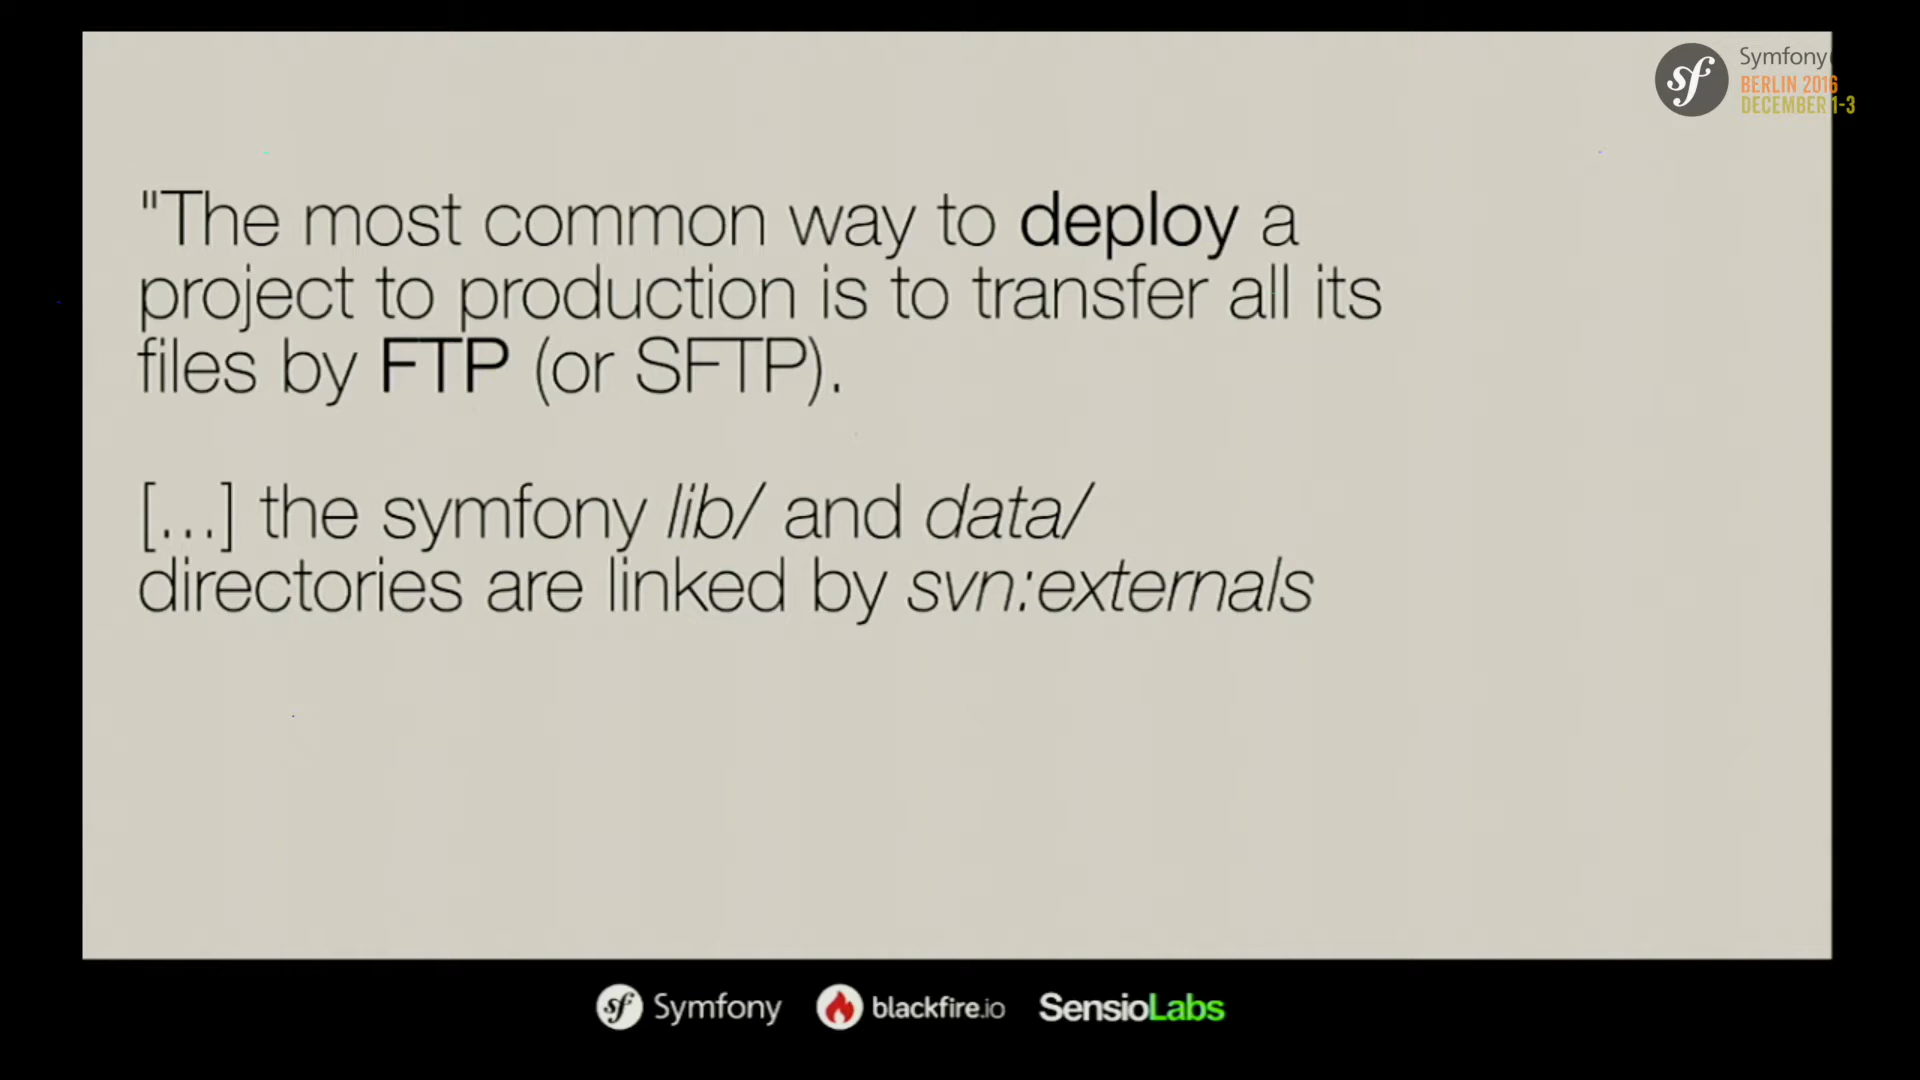 Symfony
BERLIN 2016
DECEMBER 1-3
"The most common way to deploy a
project to production is to transfer all its
files by FTP (or SFTP).
[...] the symfony lib/ and data/
directories are linked by svn:externals
sf Symfony
blackfire.io
SensioLabs